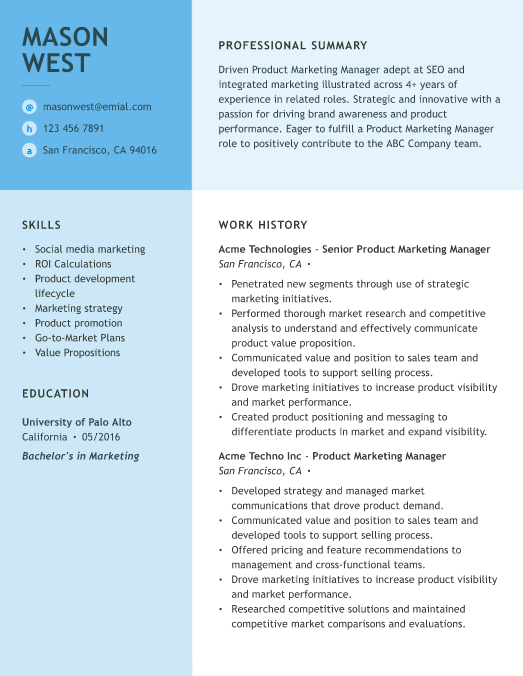 MASON
WEST
@ masonwest@emial.com
h 123 456 7891
a San Francisco, CA 94016
PROFESSIONAL SUMMARY
Driven Product Marketing Manager adept at SEO and
integrated marketing illustrated across 4+ years of
experience in related roles. Strategic and innovative with a
passion for driving brand awareness and product
performance. Eager to fulfill a Product Marketing Manager
role to positively contribute to the ABC Company team.
SKILLS
• Social media marketing
• ROI Calculations
• Product development
lifecycle
• Marketing strategy
• Product promotion
• Go-to-Market Plans
• Value Propositions
EDUCATION
University of Palo Alto
California • 05/2016
Bachelor's in Marketing
WORK HISTORY
Acme Technologies - Senior Product Marketing Manager
San Francisco, CA •
• Penetrated new segments through use of strategic
marketing initiatives.
• Performed thorough market research and competitive
analysis to understand and effectively communicate
product value proposition.
• Communicated value and position to sales team and
developed tools to support selling process.
• Drove marketing initiatives to increase product visibility
and market performance.
• Created product positioning and messaging to
differentiate products in market and expand visibility.
Acme Techno Inc - Product Marketing Manager
San Francisco, CA •
• Developed strategy and managed market
communications that drove product demand.
• Communicated value and position to sales team and
developed tools to support selling process.
• Offered pricing and feature recommendations to
management and cross-functional teams.
• Drove marketing initiatives to increase product visibility
and market performance.
• Researched competitive solutions and maintained
competitive market comparisons and evaluations.